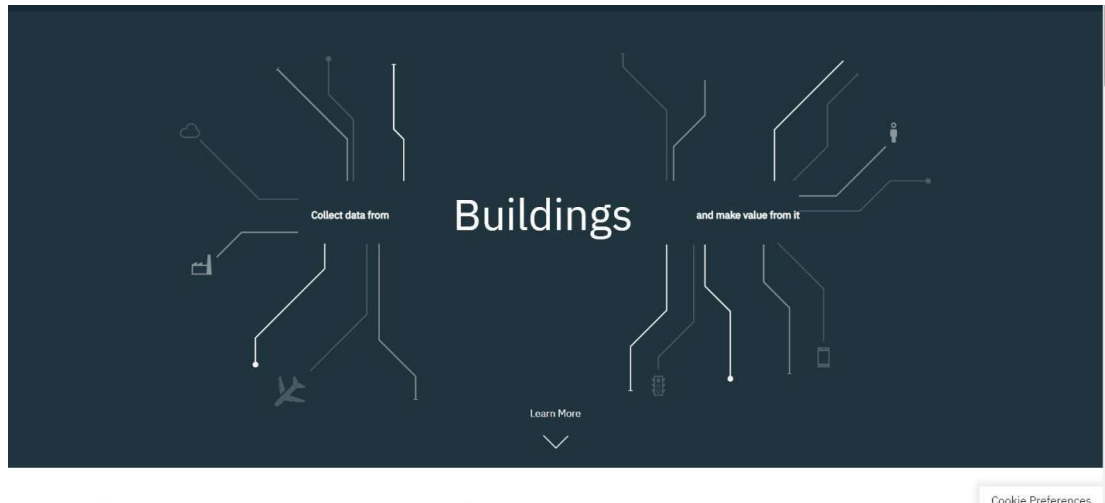 Collect data from
Buildings
and make value from it
Learn More
Cookie Preferences